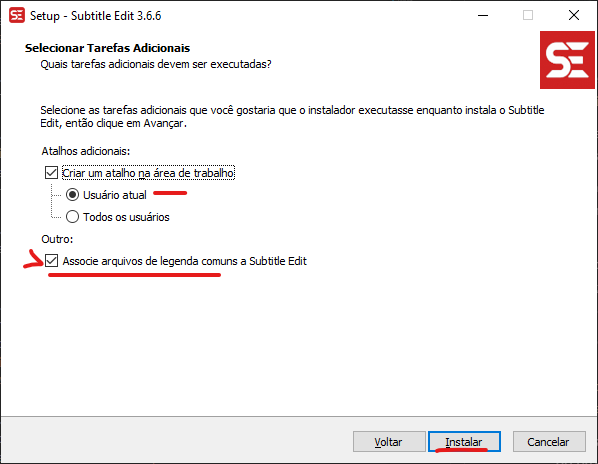 Setup - Subtitle Edit 3.6.6
Selecionar Tarefas Adicionais
Quais tarefas adicionais devem ser executadas?
SE
Selecione as tarefas adicionais que você gostaria que o instalador executasse enquanto instala o Subtitle
Edit, então clique em Avançar.
Atalhos adicionais:
Criar um atalho na área de trabalho
Usuário atual
Todos os usuários
Outro:
Associe arquivos de legenda comuns a Subtitle Edit
Voltar
Instalar
Cancelar